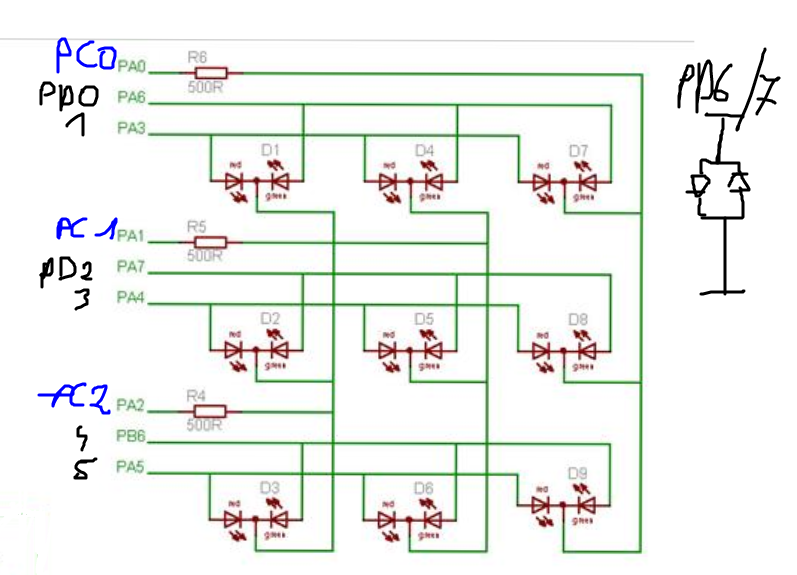 PC0 PA0 R6
500R
PD0 PA6
1 PA3
D1 D4 D7
red green red green red green
PD6/7
PC1 PA1 R5
500R
PD2 PA7
3 PA4
D2 D5 D8
red green red green red green
PC2 PA2 R4
500R
4 PB6
5 PA5
D3 D6 D9
red green red green red green